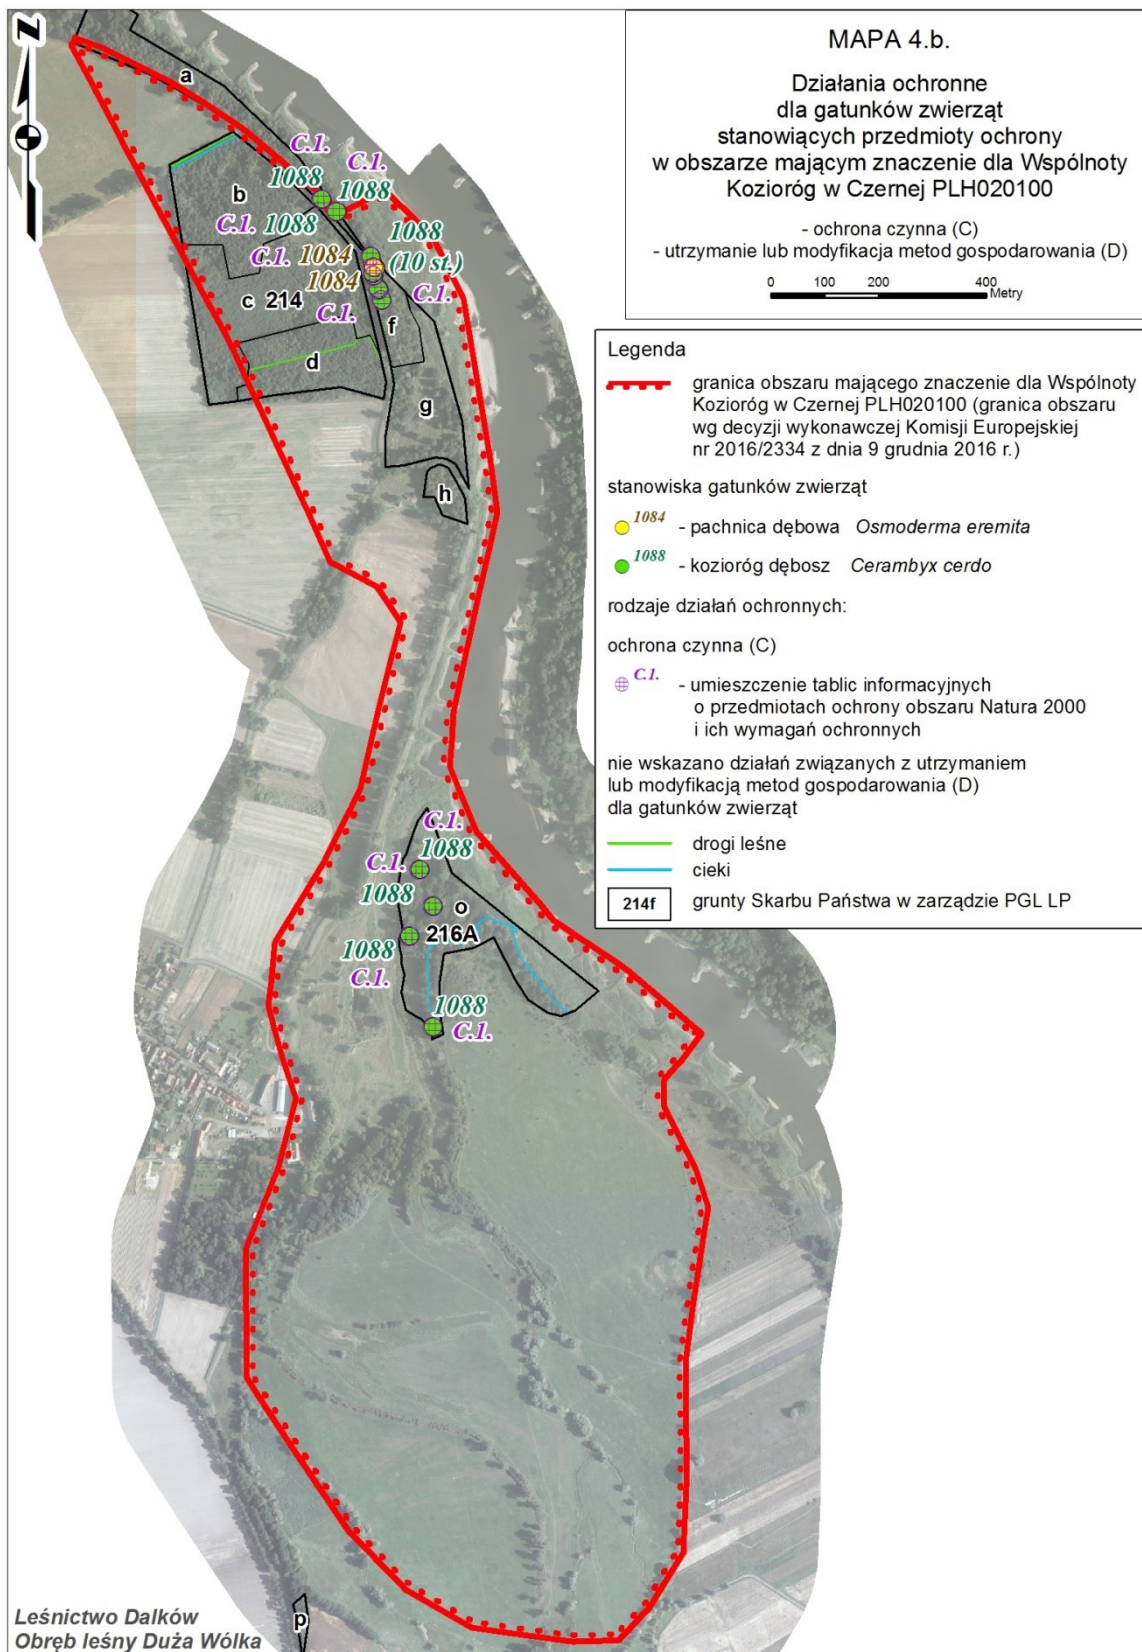 MAPA 4.b.
Działania ochronne
dla gatunków zwierząt
stanowiących przedmioty ochrony
w obszarze mającym znaczenie dla Wspólnoty
Kozioróg w Czernej PLH020100
- ochrona czynna (C)
- utrzymanie lub modyfikacja metod gospodarowania (D)
0 100 200 400
Metry
Legenda
granica obszaru mającego znaczenie dla Wspólnoty
Kozioróg w Czernej PLH020100 (granica obszaru
wg decyzji wykonawczej Komisji Europejskiej
nr 2016/2334 z dnia 9 grudnia 2016 r.)
stanowiska gatunków zwierząt
1084 - pachnica dębowa Osmoderma eremita
1088 - kozioróg dębosz Cerambyx cerdo
rodzaje działań ochronnych:
ochrona czynna (C)
C.1. - umieszczenie tablic informacyjnych
o przedmiotach ochrony obszaru Natura 2000
i ich wymagań ochronnych
nie wskazano działań związanych z utrzymaniem
lub modyfikacją metod gospodarowania (D)
dla gatunków zwierząt
drogi leśne
cieki
214f grunty Skarbu Państwa w zarządzie PGL LP
N
a
C.1.
C.1.
1088
1088
b
C.1. 1088
1088
C.1. 1084
(10 st.)
1084
C.1.
c 214
C.1.
f
d
g
h
C.1.
1088
C.1.
1088
o
216A
1088
C.1.
1088
C.1.
p
Leśnictwo Dalków
Obręb leśny Duża Wólka